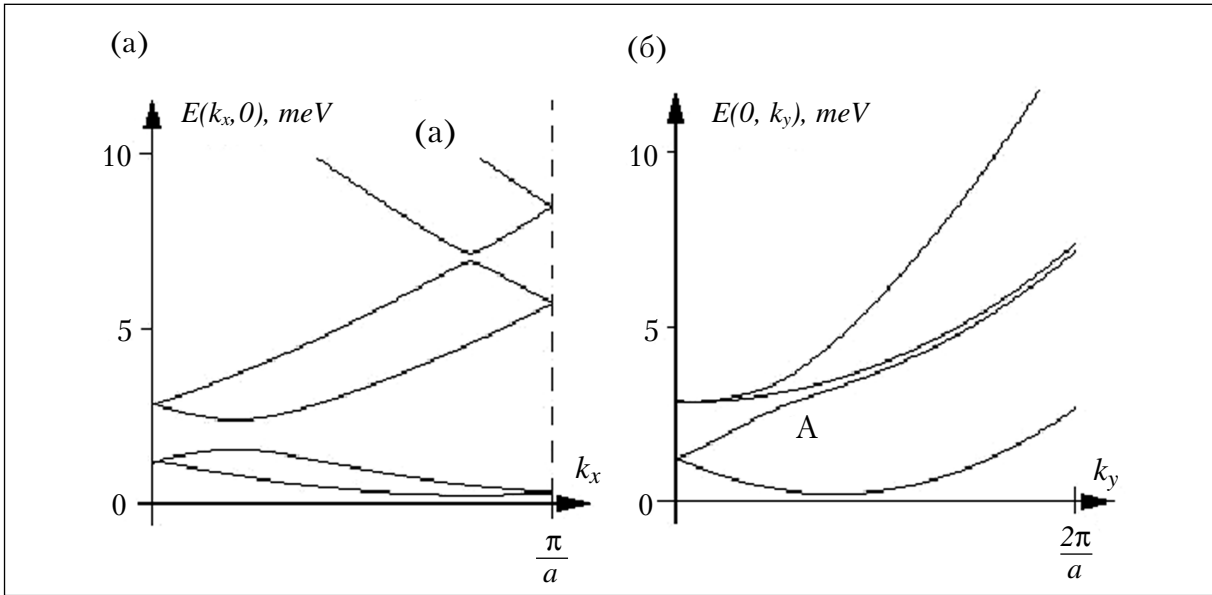 (а)
E(kx,0), meV
(а)
10
5
0
kx
π
a
(б)
E(0, ky), meV
10
5
A
0
ky
2π
a